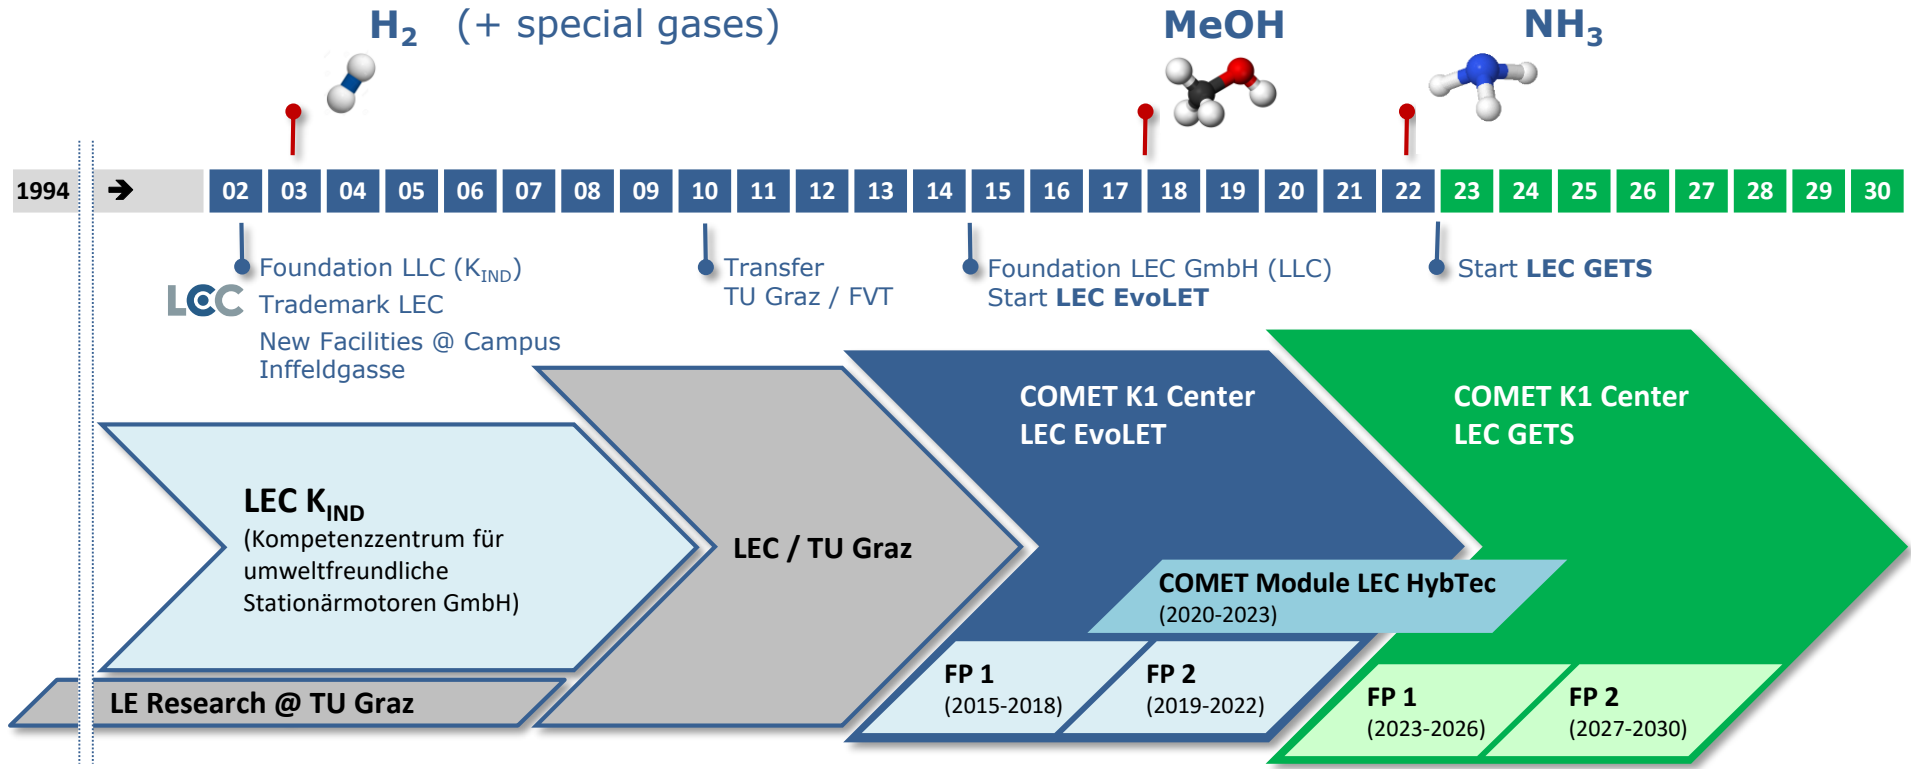 H₂ (+ special gases)
MeOH
NH₃
1994 ➔ 02 03 04 05 06 07 08 09 10 11 12 13 14 15 16 17 18 19 20 21 22 23 24 25 26 27 28 29 30
Foundation LLC (K_IND)
LEC
Trademark LEC
New Facilities @ Campus
Inffeldgasse
Transfer
TU Graz / FVT
Foundation LEC GmbH (LLC)
Start LEC EvoLET
Start LEC GETS
LEC K_IND
(Kompetenzzentrum für
umweltfreundliche
Stationärmotoren GmbH)
LE Research @ TU Graz
LEC / TU Graz
COMET K1 Center
LEC EvoLET
COMET Module LEC HybTec
(2020-2023)
FP 1
(2015-2018)
FP 2
(2019-2022)
COMET K1 Center
LEC GETS
FP 1
(2023-2026)
FP 2
(2027-2030)